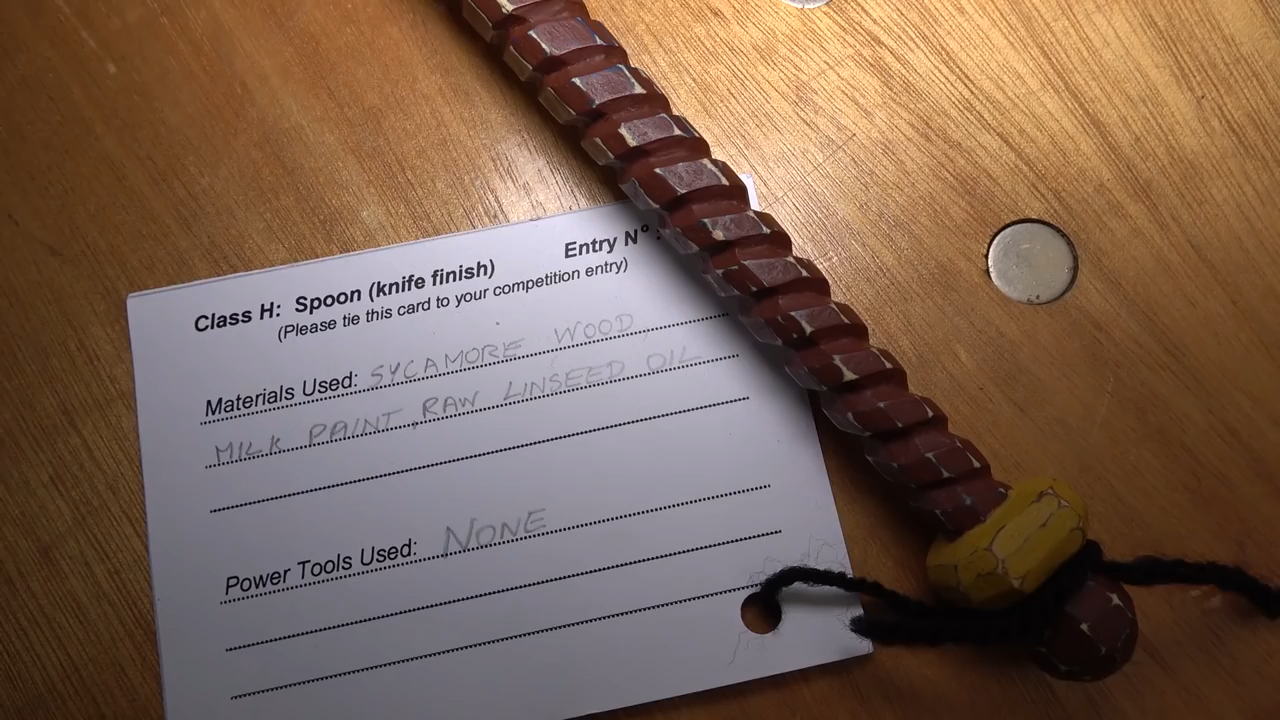 Entry Nº :
Class H: Spoon (knife finish)
(Please tie this card to your competition entry)
Materials Used: SYCAMORE WOOD
MILK PAINT, RAW LINSEED OIL
Power Tools Used: NONE